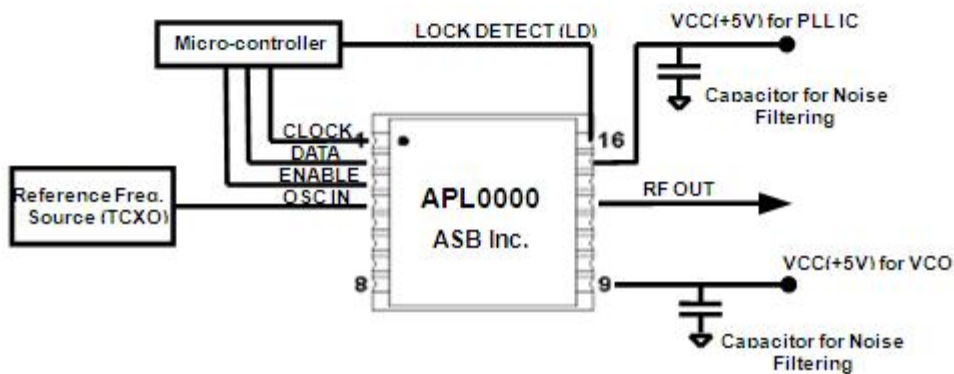 VCC(+5V) for PLL IC
Micro-controller
LOCK DETECT (LD)
Capacitor for Noise
Filtering
CLOCK
1
16
DATA
ENABLE
Reference Freq.
Source (TCXO)
OSC IN
APL0000
ASB Inc.
RF OUT
8
9
VCC(+5V) for VCO
Capacitor for Noise
Filtering